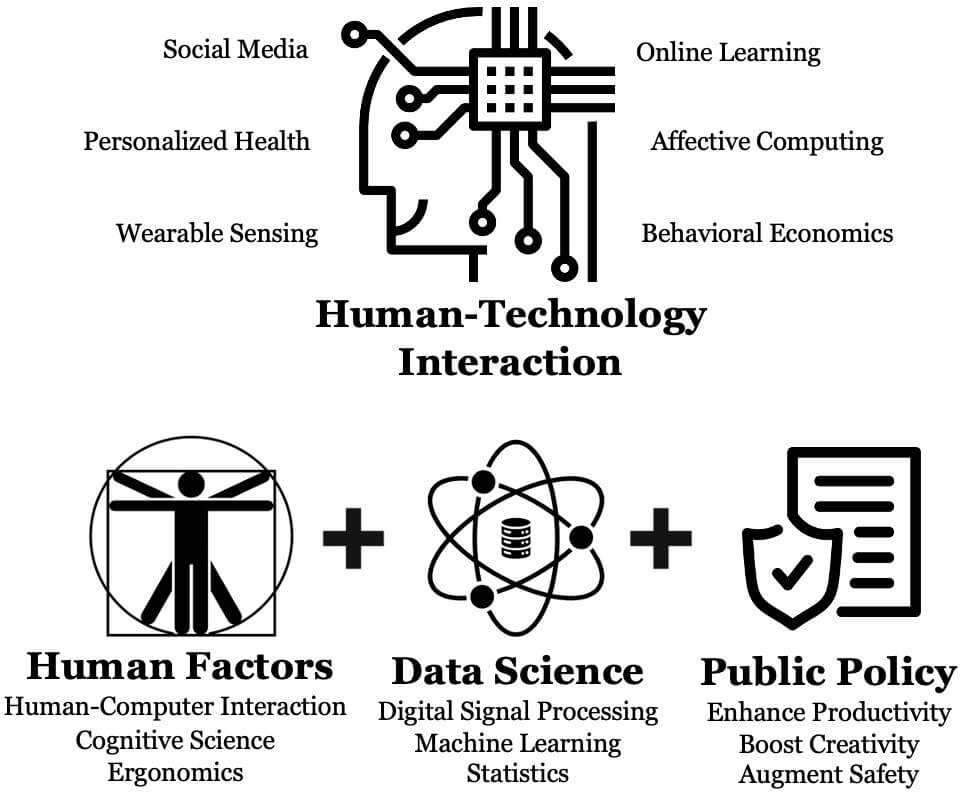 Social Media
Online Learning
Personalized Health
Affective Computing
Wearable Sensing
Behavioral Economics
Human-Technology
Interaction
Human Factors
Human-Computer Interaction
Cognitive Science
Ergonomics
Data Science
Digital Signal Processing
Machine Learning
Statistics
Public Policy
Enhance Productivity
Boost Creativity
Augment Safety